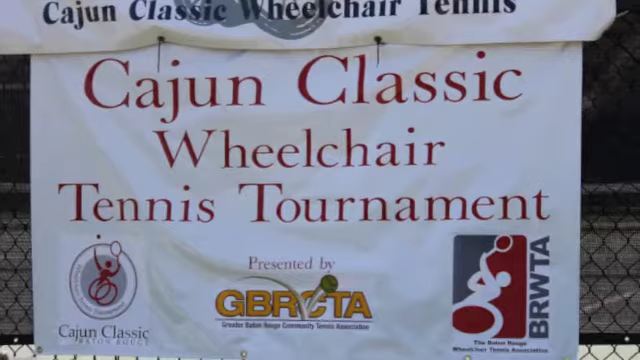 Cajun Classic Wheelchair Tennis
Cajun Classic
Wheelchair
Tennis Tournament
Presented by
GBRCTA
Greater Baton Rouge Community Tennis Association
Cajun Classic
BATON ROUGE
BRWTA
The Baton Rouge
Wheelchair Tennis Association